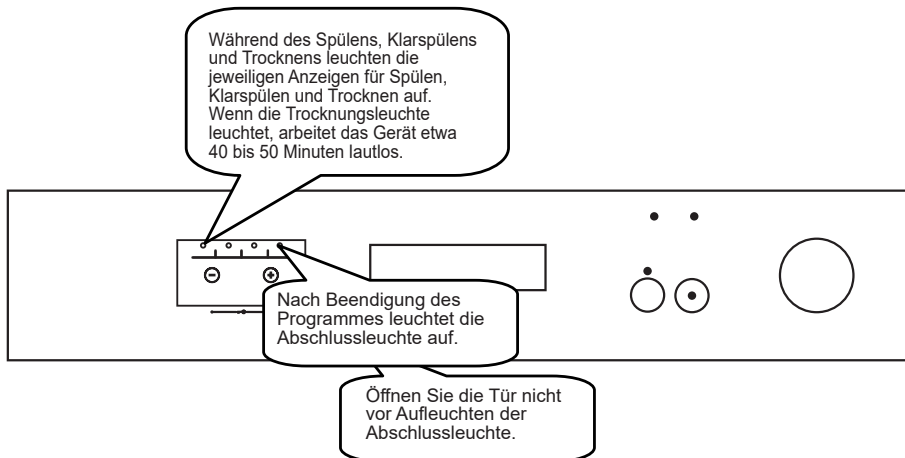 Während des Spülens, Klarspülens
und Trocknens leuchten die
jeweiligen Anzeigen für Spülen,
Klarspülen und Trocknen auf.
Wenn die Trocknungsleuchte
leuchtet, arbeitet das Gerät etwa
40 bis 50 Minuten lautlos.
Nach Beendigung des
Programmes leuchtet die
Abschlussleuchte auf.
Öffnen Sie die Tür nicht
vor Aufleuchten der
Abschlussleuchte.